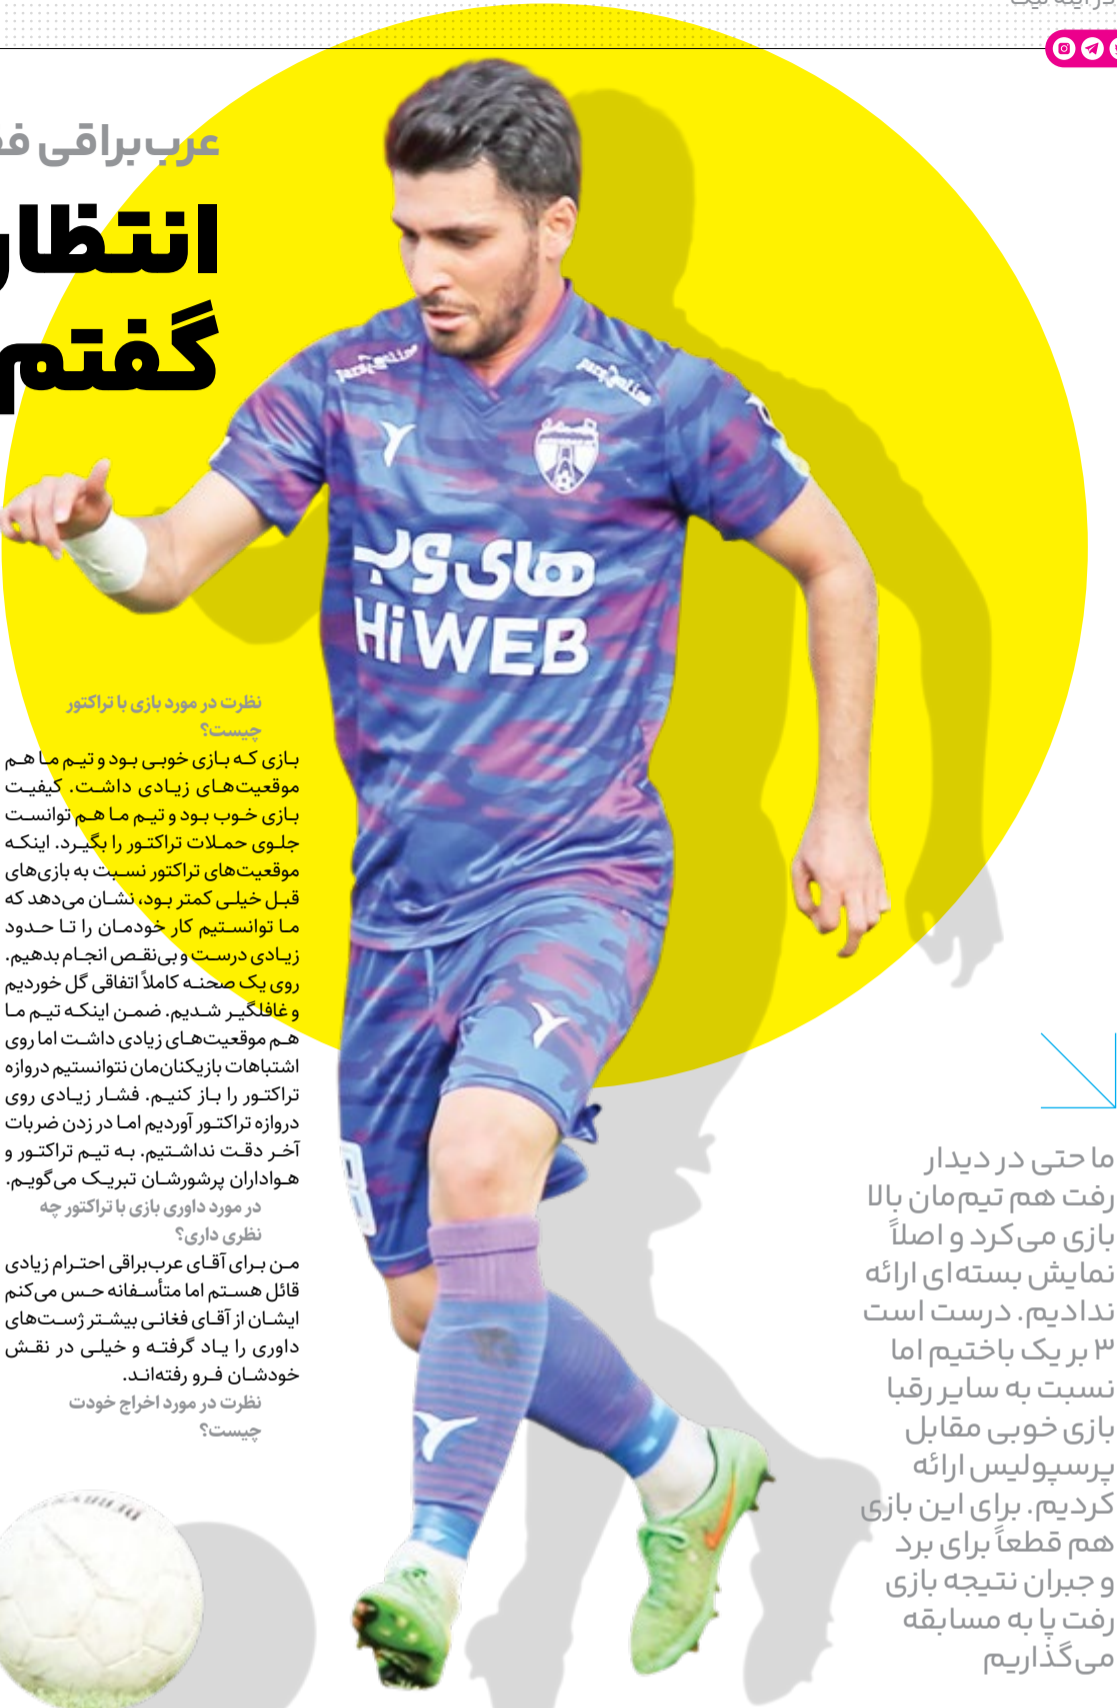 عرب‌براقی
انتظار
گفتم
parsonline
parsonline
های وب
HiWEB
نظرت در مورد بازی با تراکتور
چیست؟
بازی که بازی خوبی بود و تیم ما هم
موقعیت‌های زیادی داشت. کیفیت
بازی خوب بود و تیم ما هم توانست
جلوی حملات تراکتور را بگیرد. اینکه
موقعیت‌های تراکتور نسبت به بازی‌های
قبل خیلی کمتر بود، نشان می‌دهد که
ما توانستیم کار خودمان را تا حدود
زیادی درست و بی‌نقص انجام بدهیم.
روی یک صحنه کاملاً اتفاقی گل خوردیم
و غافلگیر شدیم. ضمن اینکه تیم ما
هم موقعیت‌های زیادی داشت اما روی
اشتباهات بازیکنان‌مان نتوانستیم دروازه
تراکتور را باز کنیم. فشار زیادی روی
دروازه تراکتور آوردیم اما در زدن ضربات
آخر دقت نداشتیم. به تیم تراکتور و
هواداران پرشورشان تبریک می‌گویم.
در مورد داوری بازی با تراکتور چه
نظری داری؟
من برای آقای عرب‌براقی احترام زیادی
قائل هستم اما متأسفانه حس می‌کنم
ایشان از آقای فغانی بیشتر ژست‌های
داوری را یاد گرفته و خیلی در نقش
خودشان فرو رفته‌اند.
نظرت در مورد اخراج خودت
چیست؟
ما حتی در دیدار
رفت هم تیم‌مان بالا
بازی می‌کرد و اصلاً
نمایش بسته‌ای ارائه
ندادیم. درست است
۳ بر یک باختیم اما
نسبت به سایر رقبا
بازی خوبی مقابل
پرسپولیس ارائه
کردیم. برای این بازی
هم قطعاً برای برد
و جبران نتیجه بازی
رفت پا به مسابقه
می‌گذاریم